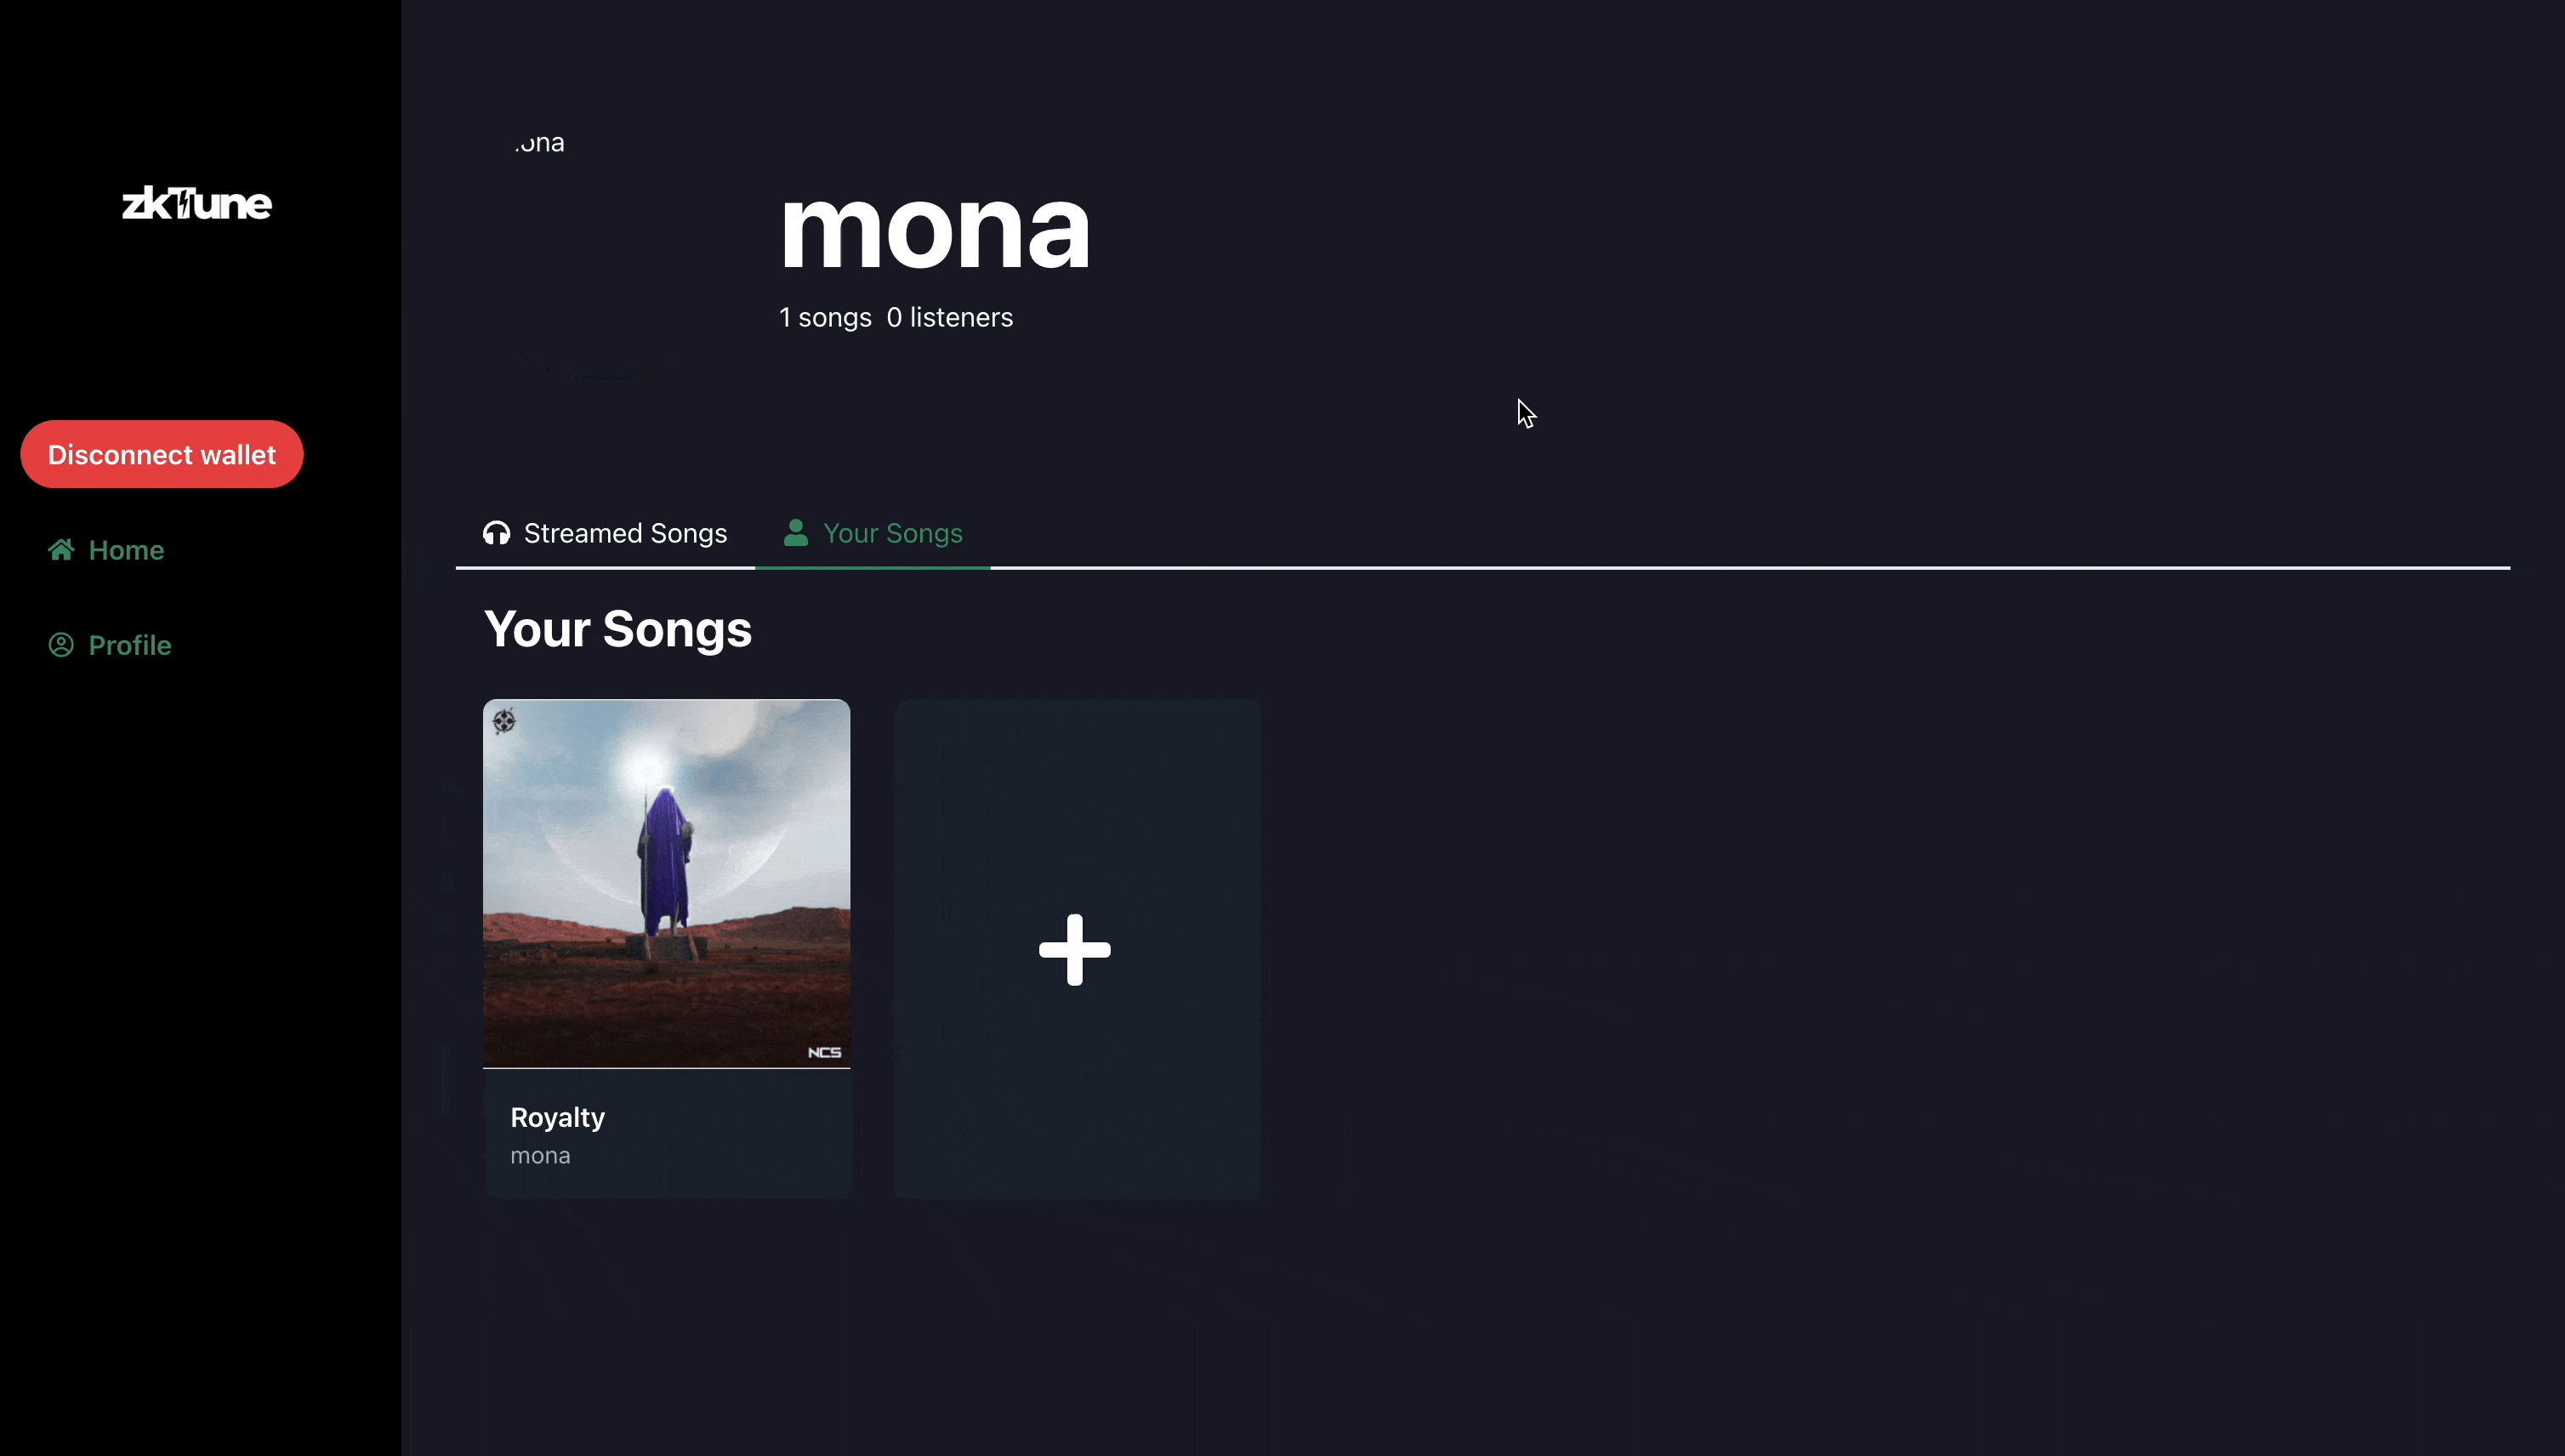 zkTune
Disconnect wallet
Home
Profile
ona
mona
1 songs 0 listeners
Streamed Songs
Your Songs
Your Songs
NCS
Royalty
mona